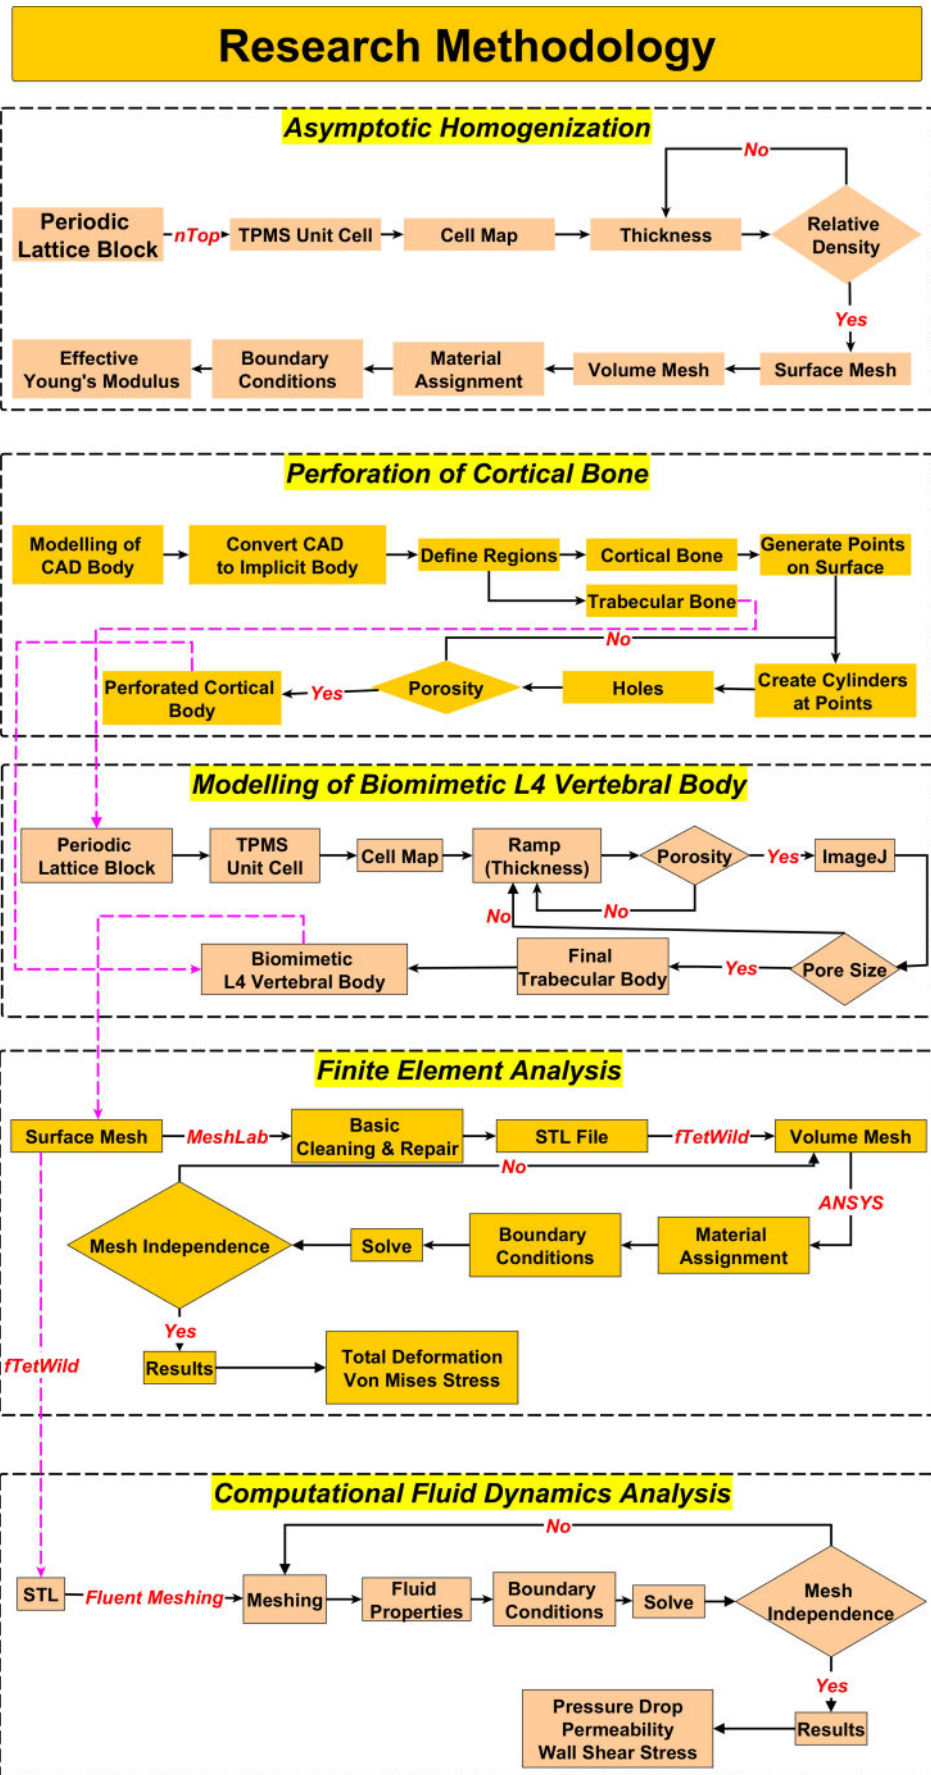 Research Methodology
Asymptotic Homogenization
No
Periodic
Lattice Block
nTop
TPMS Unit Cell
Cell Map
Thickness
Relative
Density
Yes
Effective
Young's Modulus
Boundary
Conditions
Material
Assignment
Volume Mesh
Surface Mesh
Perforation of Cortical Bone
Modelling of
CAD Body
Convert CAD
to Implicit Body
Define Regions
Cortical Bone
Generate Points
on Surface
Trabecular Bone
No
Perforated Cortical
Body
Yes
Porosity
Holes
Create Cylinders
at Points
Modelling of Biomimetic L4 Vertebral Body
Periodic
Lattice Block
TPMS
Unit Cell
Cell Map
Ramp
(Thickness)
Porosity
Yes
ImageJ
No
No
Biomimetic
L4 Vertebral Body
Final
Trabecular Body
Yes
Pore Size
Finite Element Analysis
Surface Mesh
MeshLab
Basic
Cleaning & Repair
STL File
fTetWild
Volume Mesh
No
ANSYS
Mesh Independence
Solve
Boundary
Conditions
Material
Assignment
Yes
Results
Total Deformation
Von Mises Stress
fTetWild
Computational Fluid Dynamics Analysis
No
STL
Fluent Meshing
Meshing
Fluid
Properties
Boundary
Conditions
Solve
Mesh
Independence
Yes
Pressure Drop
Permeability
Wall Shear Stress
Results